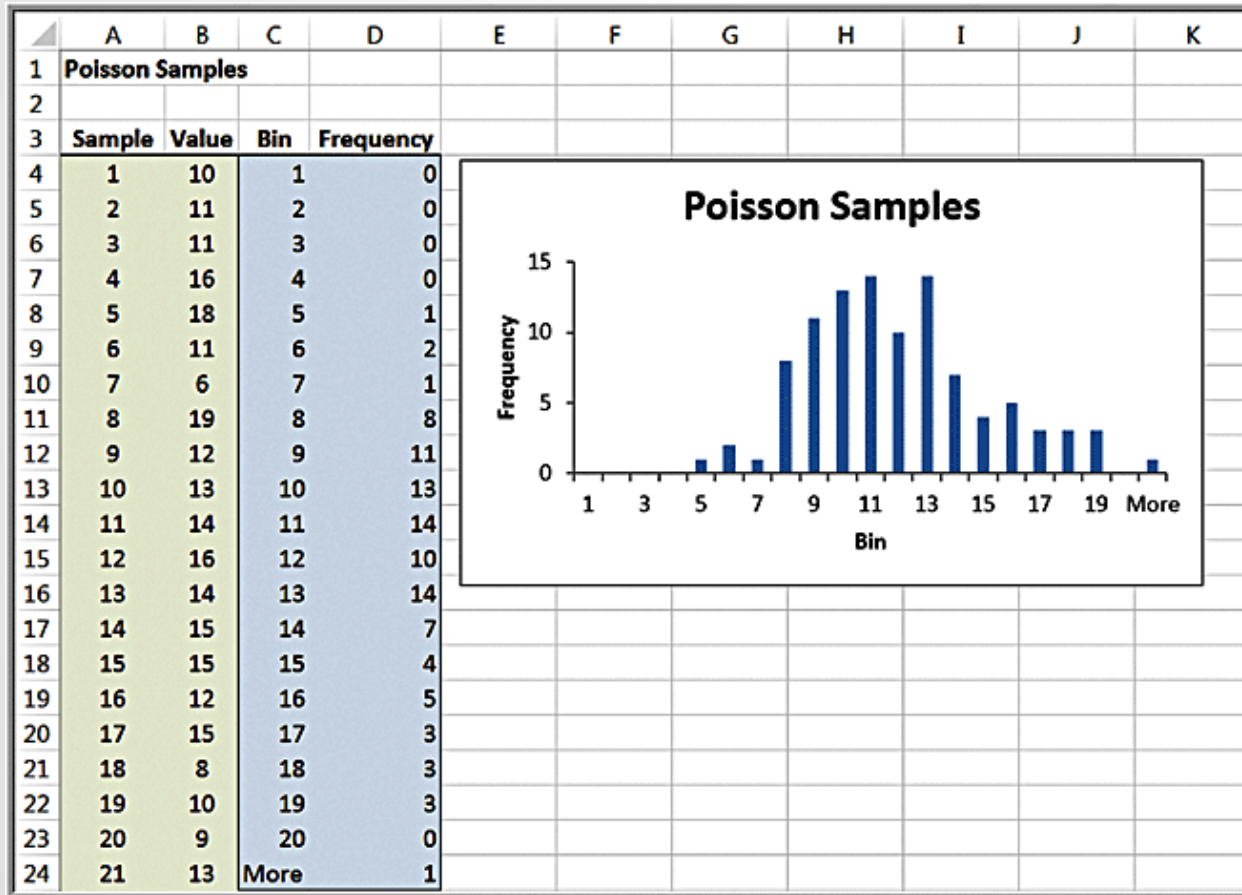 A B C D E F G H I J K
1 Poisson Samples
2
3 Sample Value Bin Frequency
4 1 10 1 0
5 2 11 2 0
6 3 11 3 0
7 4 16 4 0
8 5 18 5 1
9 6 11 6 2
10 7 6 7 1
11 8 19 8 8
12 9 12 9 11
13 10 13 10 13
14 11 14 11 14
15 12 16 12 10
16 13 14 13 14
17 14 15 14 7
18 15 15 15 4
19 16 12 16 5
20 17 15 17 3
21 18 8 18 3
22 19 10 19 3
23 20 9 20 0
24 21 13 More 1
Poisson Samples
Frequency
15
10
5
0
1 3 5 7 9 11 13 15 17 19 More
Bin